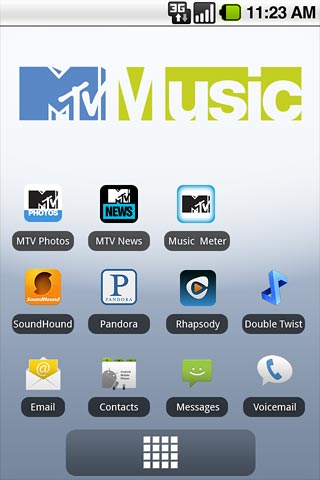 3G 11:23 AM
MTV Music
MTV PHOTOS MTV NEWS MTV
MTV Photos MTV News Music Meter
SoundHound PANDORA
SoundHound Pandora Rhapsody Double Twist
Email Contacts Messages Voicemail